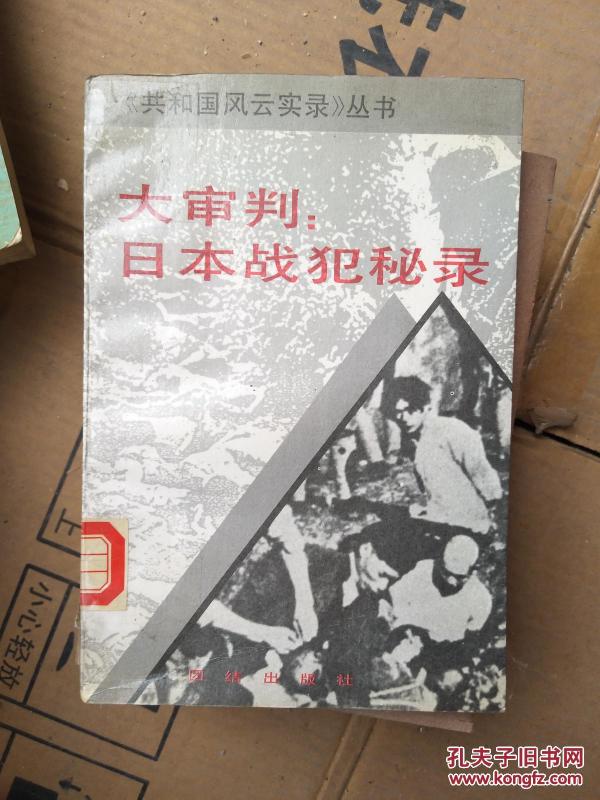 《共和国风云实录》丛书
大审判：
日本战犯秘录
团结出版社
小心轻放
上
孔夫子旧书网
www.kongfz.com